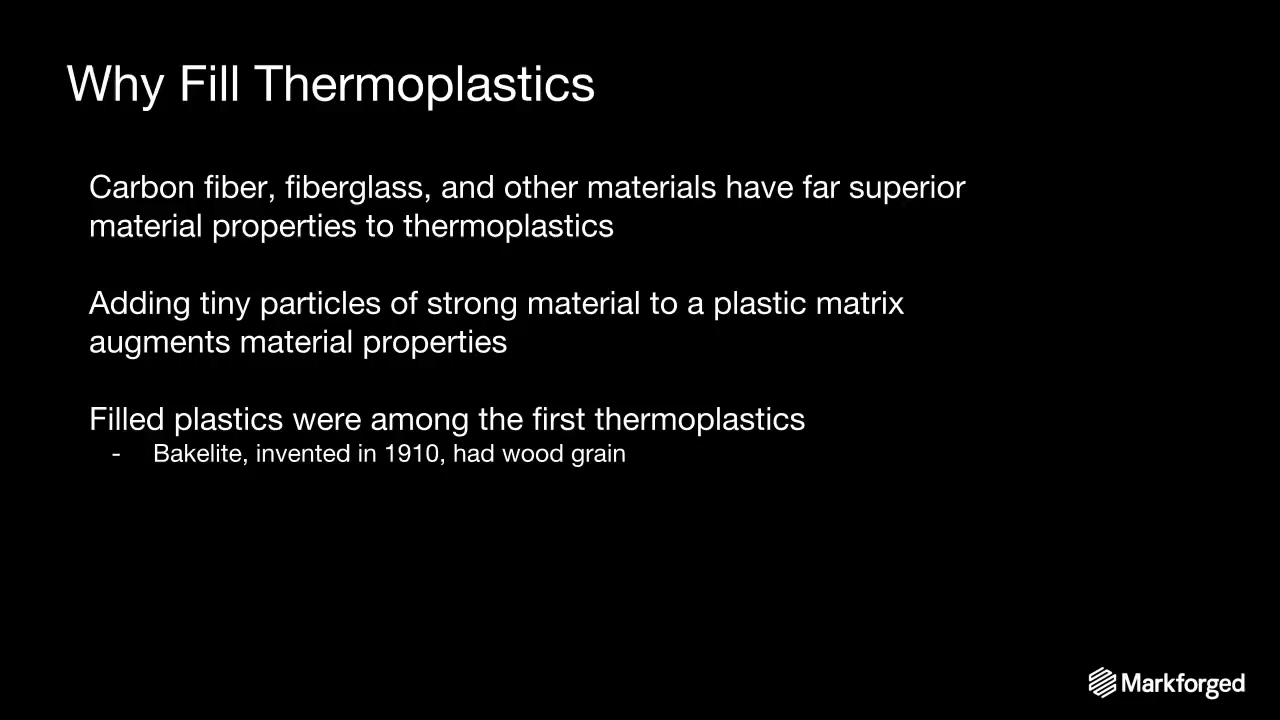 Why Fill Thermoplastics
Carbon fiber, fiberglass, and other materials have far superior
material properties to thermoplastics
Adding tiny particles of strong material to a plastic matrix
augments material properties
Filled plastics were among the first thermoplastics
- Bakelite, invented in 1910, had wood grain
Markforged